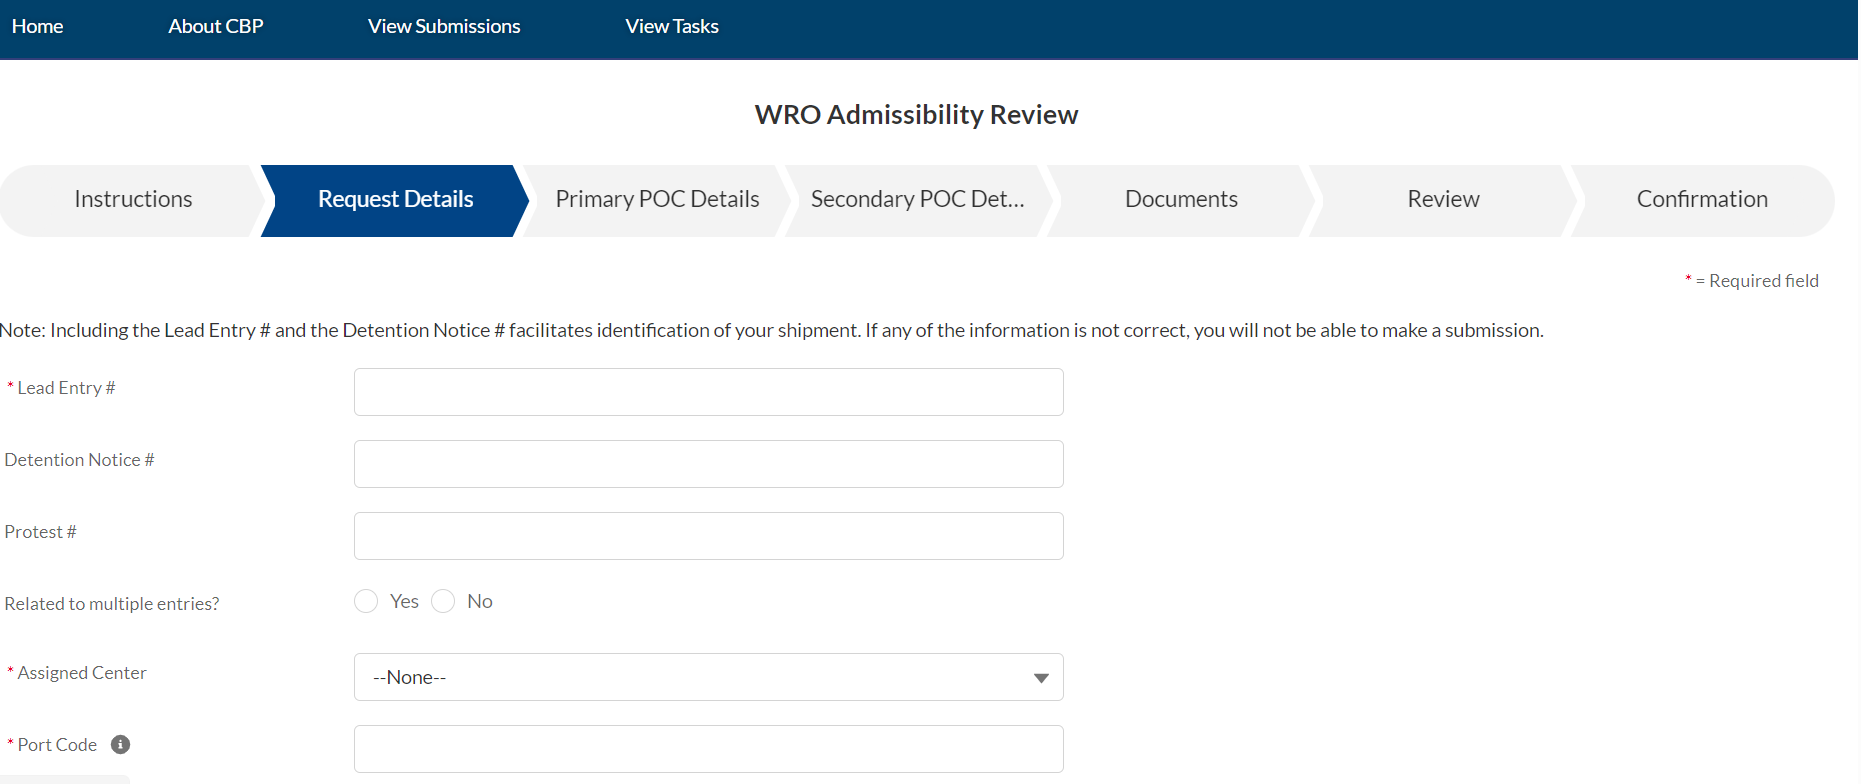 Home About CBP View Submissions View Tasks
WRO Admissibility Review
Instructions Request Details Primary POC Details Secondary POC Det... Documents Review Confirmation
* = Required field
Note: Including the Lead Entry # and the Detention Notice # facilitates identification of your shipment. If any of the information is not correct, you will not be able to make a submission.
* Lead Entry #
Detention Notice #
Protest #
Related to multiple entries? Yes No
* Assigned Center --None--
* Port Code